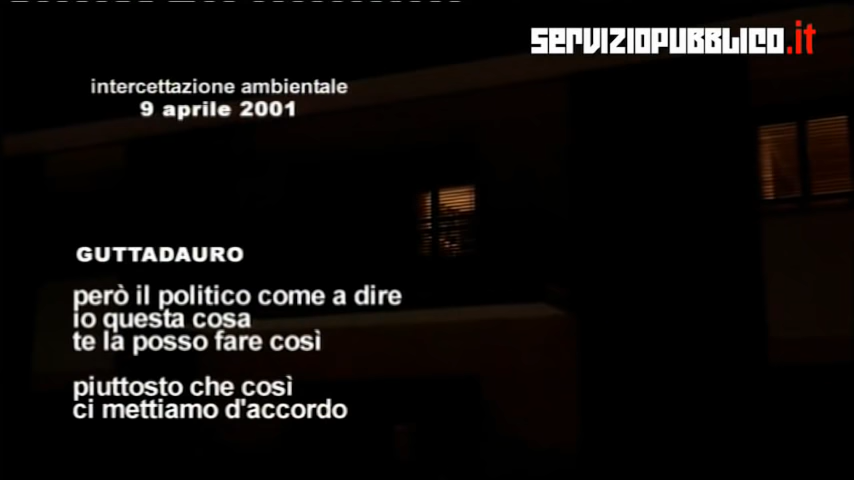 SERVIZIOPUBBLICO.it
intercettazione ambientale
9 aprile 2001
GUTTADAURO
però il politico come a dire
io questa cosa
te la posso fare così
piuttosto che così
ci mettiamo d'accordo